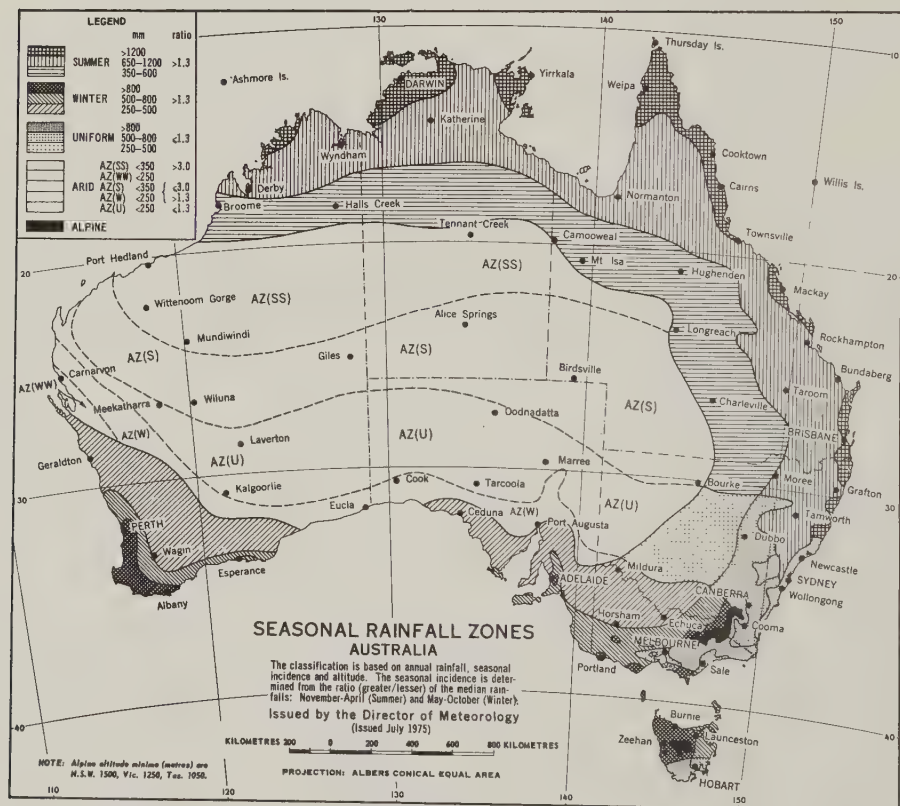 LEGEND
mm ratio
>1200
SUMMER 650-1200 >1.3
350-600
>800
WINTER 500-800 >1.3
250-500
>800
UNIFORM 500-800 ≤1.3
250-500
AZ(SS) <350 >3.0
AZ(WW) <250
ARID AZ(S) <350 { ≤3.0
AZ(W) <250 >1.3
AZ(U) <250 ≤1.3
ALPINE
130
140
150
10
Thursday Is.
Ashmore Is.
Yirrkala
DARWIN
Weipa
Katherine
Wyndham
Cooktown
Cairns
Willis Is.
Derby
Normanton
Broome
Halls Creek
Townsville
Tennant Creek
Camooweal
Port Hedland
Mt Isa
20
Hughenden
20
AZ(SS)
AZ(SS)
Mackay
Wittenoom Gorge
Alice Springs
Longreach
Rockhampton
Mundiwindi
AZ(S)
Giles
AZ(S)
Bundaberg
Carnarvon
AZ(WW)
Birdsville
Taroom
Meekatharra
Wiluna
Oodnadatta
AZ(S)
Charleville
AZ(W)
BRISBANE
Laverton
AZ(U)
AZ(U)
Geraldton
Marree
Moree
Kalgoorlie
Cook
Tarcoola
Bourke
Grafton
30
Eucla
AZ(U)
30
Ceduna
AZ(W)
Port Augusta
Tamworth
PERTH
Dubbo
Wagin
Mildura
Newcastle
Esperance
ADELAIDE
SYDNEY
Albany
CANBERRA
Wollongong
Horsham
Echuca
Cooma
MELBOURNE
Portland
Sale
SEASONAL RAINFALL ZONES
AUSTRALIA
The classification is based on annual rainfall, seasonal
incidence and altitude. The seasonal incidence is deter-
mined from the ratio (greater/lesser) of the median rain-
falls: November-April (Summer) and May-October (Winter).
Issued by the Director of Meteorology
(Issued July 1975)
KILOMETRES 200 0 200 400 600 800 KILOMETRES
PROJECTION: ALBERS CONICAL EQUAL AREA
40
40
Burnie
Zeehan
Launceston
HOBART
NOTE: Alpine altitude minima (metres) are
N.S.W. 1500, Vic. 1250, Tas. 1050.
110
120
130
140
150